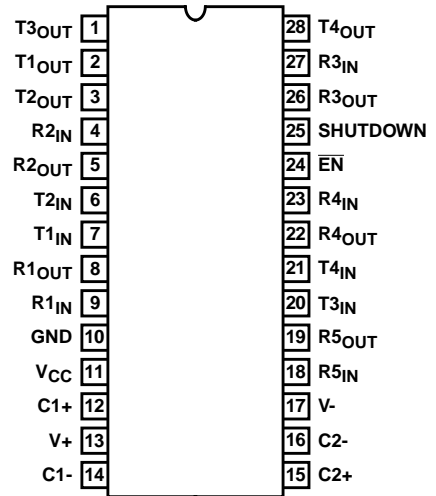 T3OUT 1 28 T4OUT
T1OUT 2 27 R3IN
T2OUT 3 26 R3OUT
R2IN 4 25 SHUTDOWN
R2OUT 5 24 E̅N̅
T2IN 6 23 R4IN
T1IN 7 22 R4OUT
R1OUT 8 21 T4IN
R1IN 9 20 T3IN
GND 10 19 R5OUT
VCC 11 18 R5IN
C1+ 12 17 V-
V+ 13 16 C2-
C1- 14 15 C2+